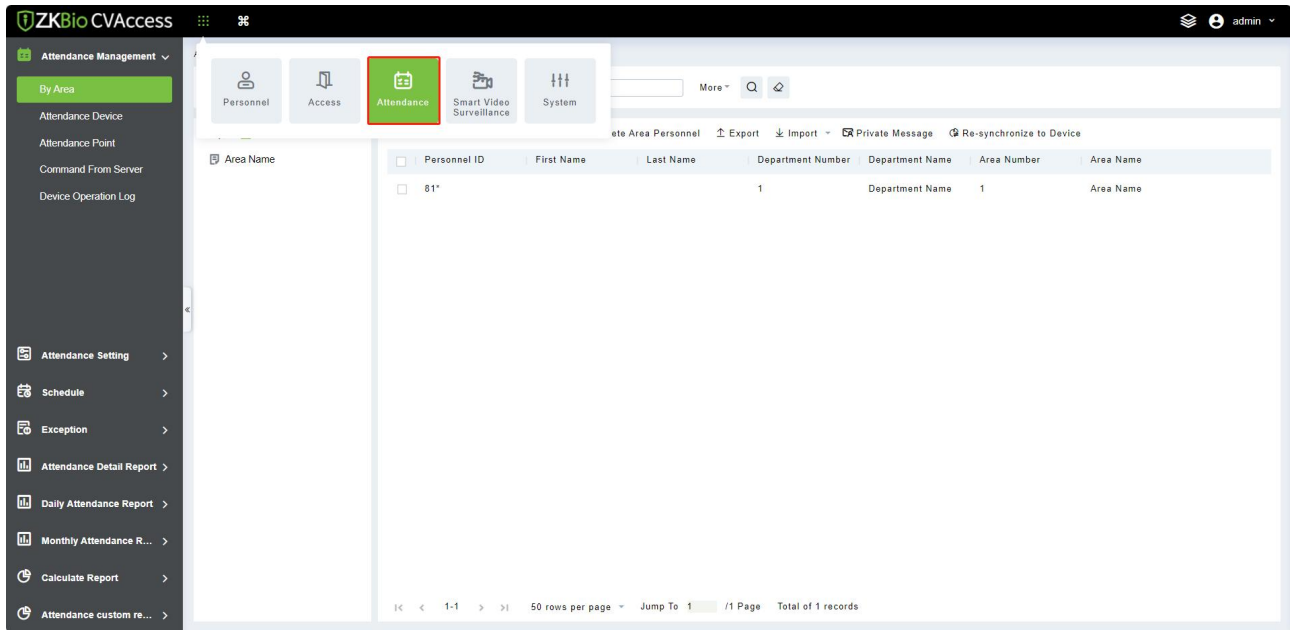 ZKBio CVAccess
admin
Attendance Management
By Area
Attendance Device
Attendance Point
Command From Server
Device Operation Log
Attendance Setting
Schedule
Exception
Attendance Detail Report
Daily Attendance Report
Monthly Attendance R...
Calculate Report
Attendance custom re...
Personnel
Access
Attendance
Smart Video
Surveillance
System
More
Area Personnel
Export
Import
Private Message
Re-synchronize to Device
Area Name
Personnel ID First Name Last Name Department Number Department Name Area Number Area Name
81* 1 Department Name 1 Area Name
1-1 50 rows per page Jump To 1 /1 Page Total of 1 records